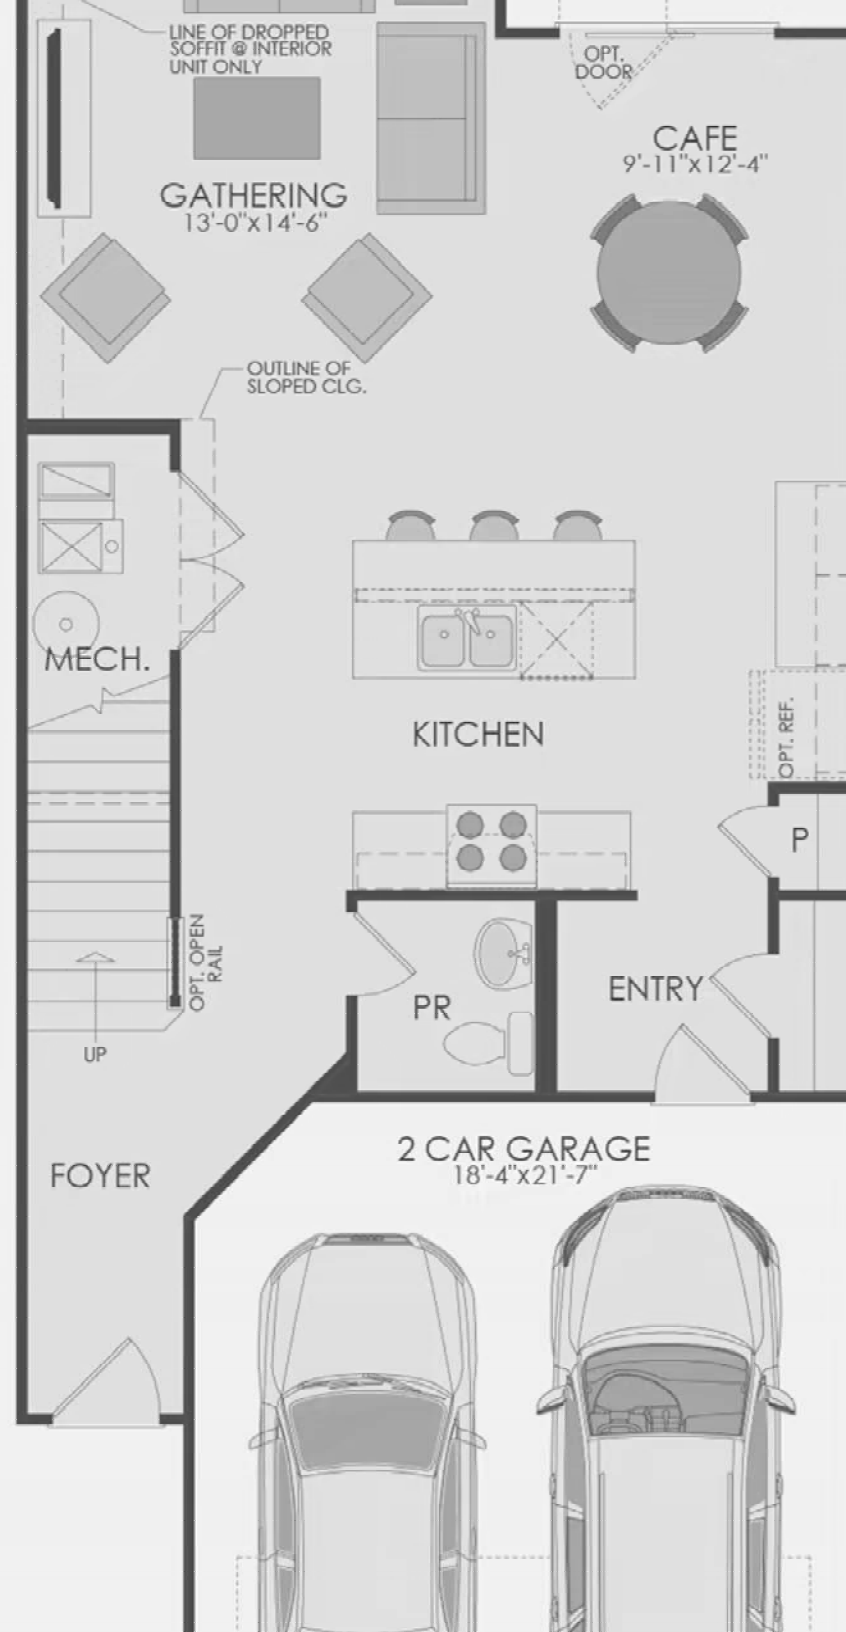 LINE OF DROPPED
SOFFIT @ INTERIOR
UNIT ONLY
OPT.
DOOR
CAFE
9'-11"x12'-4"
GATHERING
13'-0"x14'-6"
OUTLINE OF
SLOPED CLG.
MECH.
KITCHEN
OPT. REF.
P
OPT. OPEN
RAIL
ENTRY
PR
UP
2 CAR GARAGE
18'-4"x21'-7"
FOYER